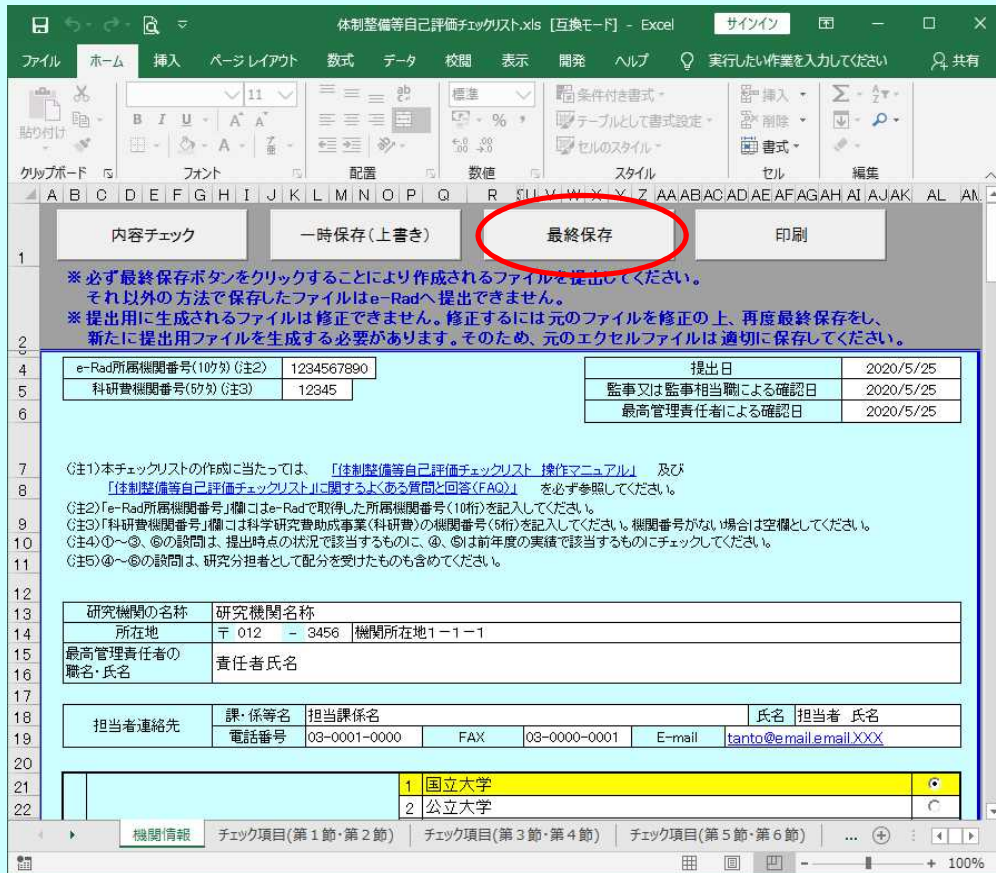 体制整備等自己評価チェックリスト.xls [互換モード] - Excel サインイン
ファイル ホーム 挿入 ページ レイアウト 数式 データ 校閲 表示 開発 ヘルプ 実行したい作業を入力してください 共有
貼り付け 11 標準 条件付き書式 挿入
B I U A A % テーブルとして書式設定 削除
A セルのスタイル 書式
クリップボード フォント 配置 数値 スタイル セル 編集
A B C D E F G H I J K L M N O P Q R U V W X Y Z AA AB AC AD AE AF AG AH AI AJ AK AL AM
1 内容チェック 一時保存(上書き) 最終保存 印刷
※必ず最終保存ボタンをクリックすることにより作成されるファイルを提出してください。
それ以外の方法で保存したファイルはe-Radへ提出できません。
※提出用に生成されるファイルは修正できません。修正するには元のファイルを修正の上、再度最終保存をし、
2 新たに提出用ファイルを生成する必要があります。そのため、元のエクセルファイルは適切に保存してください。
4 e-Rad所属機関番号(10ケタ)(注2) 1234567890 提出日 2020/5/25
5 科研費機関番号(5ケタ)(注3) 12345 監事又は監事相当職による確認日 2020/5/25
6 最高管理責任者による確認日 2020/5/25
7 (注1)本チェックリストの作成に当たっては、 「体制整備等自己評価チェックリスト 操作マニュアル」 及び
8 「体制整備等自己評価チェックリスト」に関するよくある質問と回答(FAQ)」 を必ず参照してください。
(注2)「e-Rad所属機関番号」欄にはe-Radで取得した所属機関番号(10桁)を記入してください。
9 (注3)「科研費機関番号」欄には科学研究費助成事業(科研費)の機関番号(5桁)を記入してください。機関番号がない場合は空欄としてください。
10 (注4)①~③、⑥の設問は、提出時点の状況で該当するものに、④、⑤は前年度の実績で該当するものにチェックしてください。
11 (注5)④~⑥の設問は、研究分担者として配分を受けたものも含めてください。
12
13 研究機関の名称 研究機関名称
14 所在地 〒 012 - 3456 機関所在地1-1-1
15 最高管理責任者の
16 職名・氏名 責任者氏名
17
18 担当者連絡先 課・係等名 担当課係名 氏名 担当者 氏名
19 電話番号 03-0001-0000 FAX 03-0000-0001 E-mail tanto@email.email.XXX
20
21 1 国立大学
22 2 公立大学
機関情報 チェック項目(第1節・第2節) チェック項目(第3節・第4節) チェック項目(第5節・第6節) ...
100%